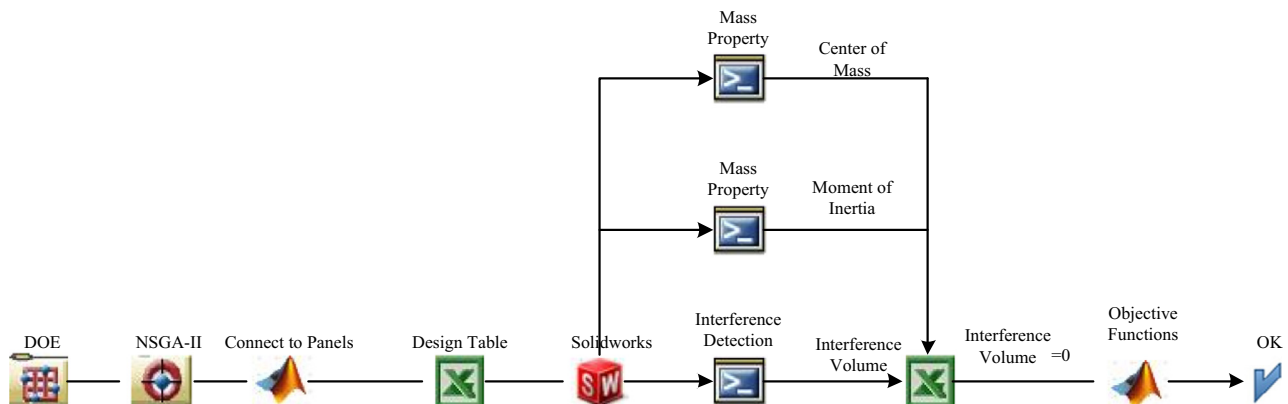 Mass
Property
Center of
Mass
Mass
Property
Moment of
Inertia
DOE
NSGA-II
Connect to Panels
Design Table
Solidworks
SW
Interference
Detection
Interference
Volume
Interference
Volume =0
Objective
Functions
OK